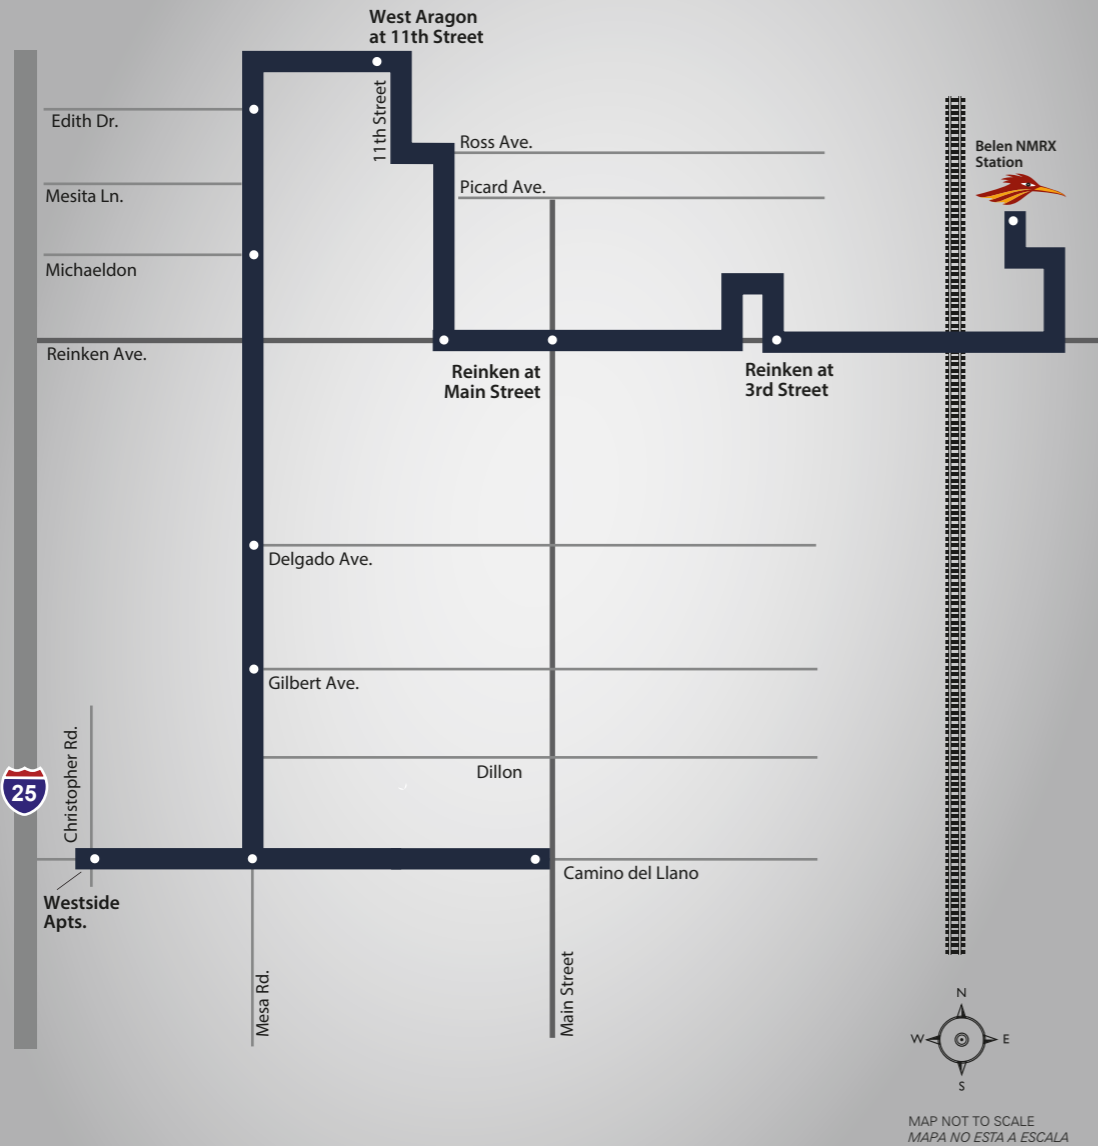 West Aragon
at 11th Street
11th Street
Edith Dr.
Ross Ave.
Belen NMRX
Station
Picard Ave.
Mesita Ln.
Michaeldon
Reinken Ave.
Reinken at
Main Street
Reinken at
3rd Street
Delgado Ave.
Gilbert Ave.
Christopher Rd.
Dillon
25
Camino del Llano
Westside
Apts.
Mesa Rd.
Main Street
N
W
E
S
MAP NOT TO SCALE
MAPA NO ESTA A ESCALA